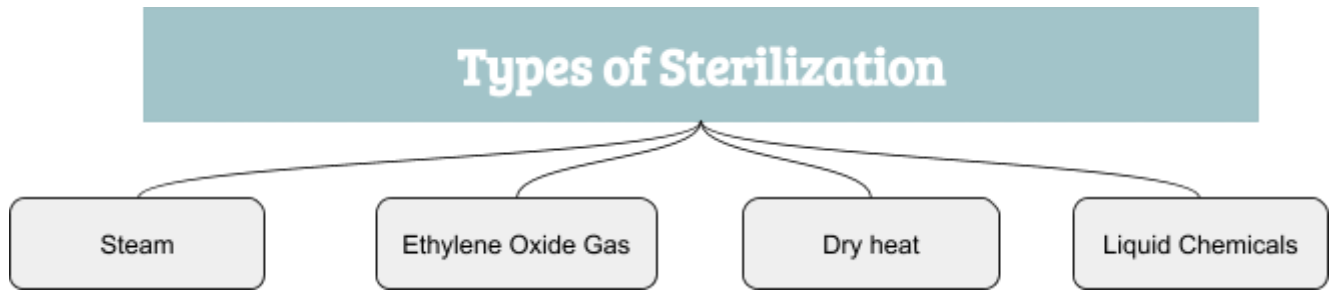 Types of Sterilization
Steam
Ethylene Oxide Gas
Dry heat
Liquid Chemicals